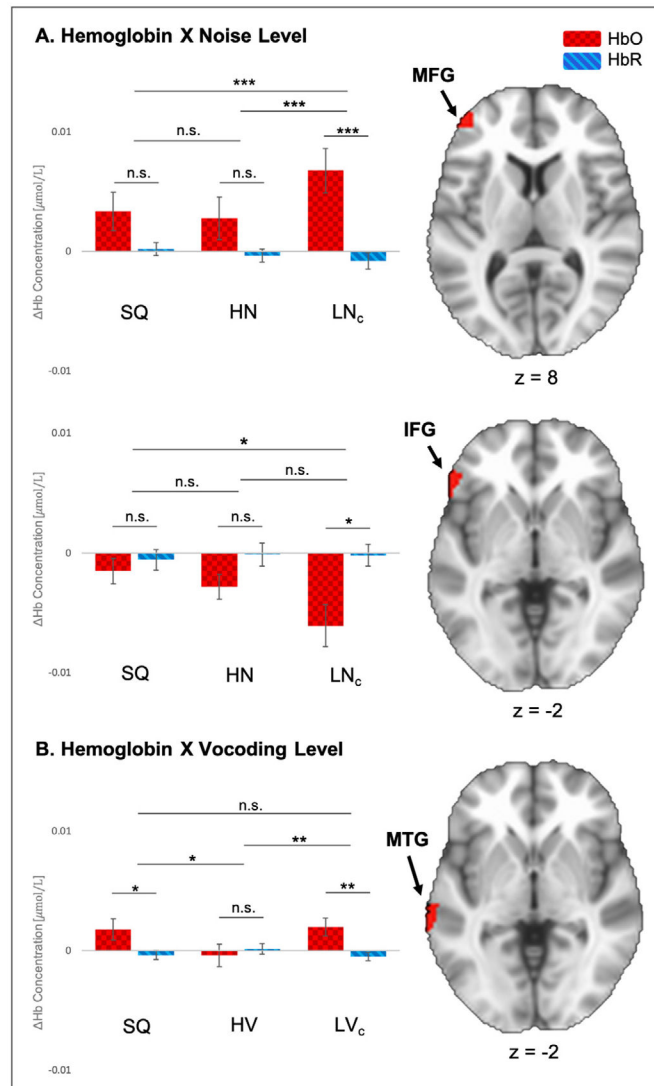 A. Hemoglobin X Noise Level
HbO
HbR
***
***
n.s.
***
n.s.
n.s.
0.01
0
-0.01
ΔHb Concentration [μmol/L]
SQ
HN
LNc
MFG
z = 8
*
n.s.
n.s.
n.s.
n.s.
*
0.01
0
-0.01
ΔHb Concentration [μmol/L]
SQ
HN
LNc
IFG
z = -2
B. Hemoglobin X Vocoding Level
n.s.
**
*
*
n.s.
**
0.01
0
-0.01
ΔHb Concentration [μmol/L]
SQ
HV
LVc
MTG
z = -2